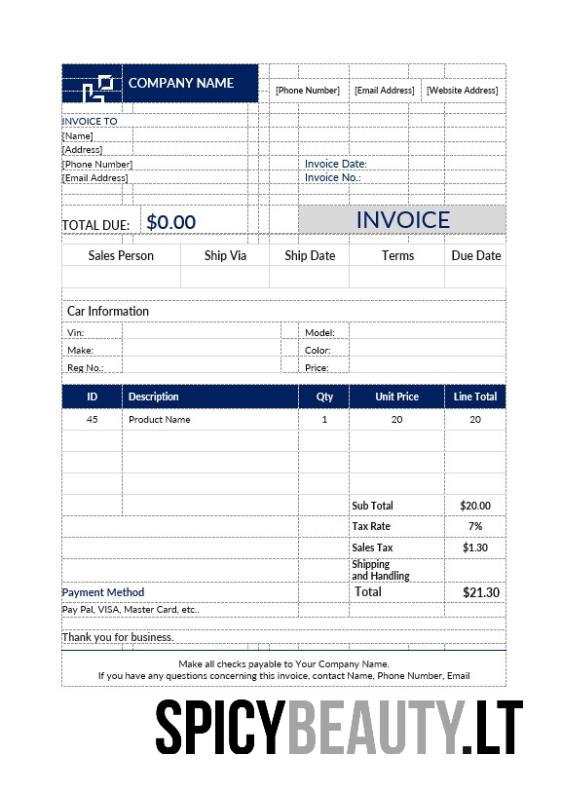 COMPANY NAME
[Phone Number] [Email Address] [Website Address]
INVOICE TO
[Name]
[Address]
[Phone Number] Invoice Date:
[Email Address] Invoice No.:
TOTAL DUE: $0.00 INVOICE
Sales Person Ship Via Ship Date Terms Due Date
Car Information
Vin: Model:
Make: Color:
Reg No.: Price:
ID Description Qty Unit Price Line Total
45 Product Name 1 20 20
Sub Total $20.00
Tax Rate 7%
Sales Tax $1.30
Shipping
and Handling
Payment Method Total $21.30
Pay Pal, VISA, Master Card, etc..
Thank you for business.
Make all checks payable to Your Company Name.
If you have any questions concerning this invoice, contact Name, Phone Number, Email
SPICYBEAUTY.LT